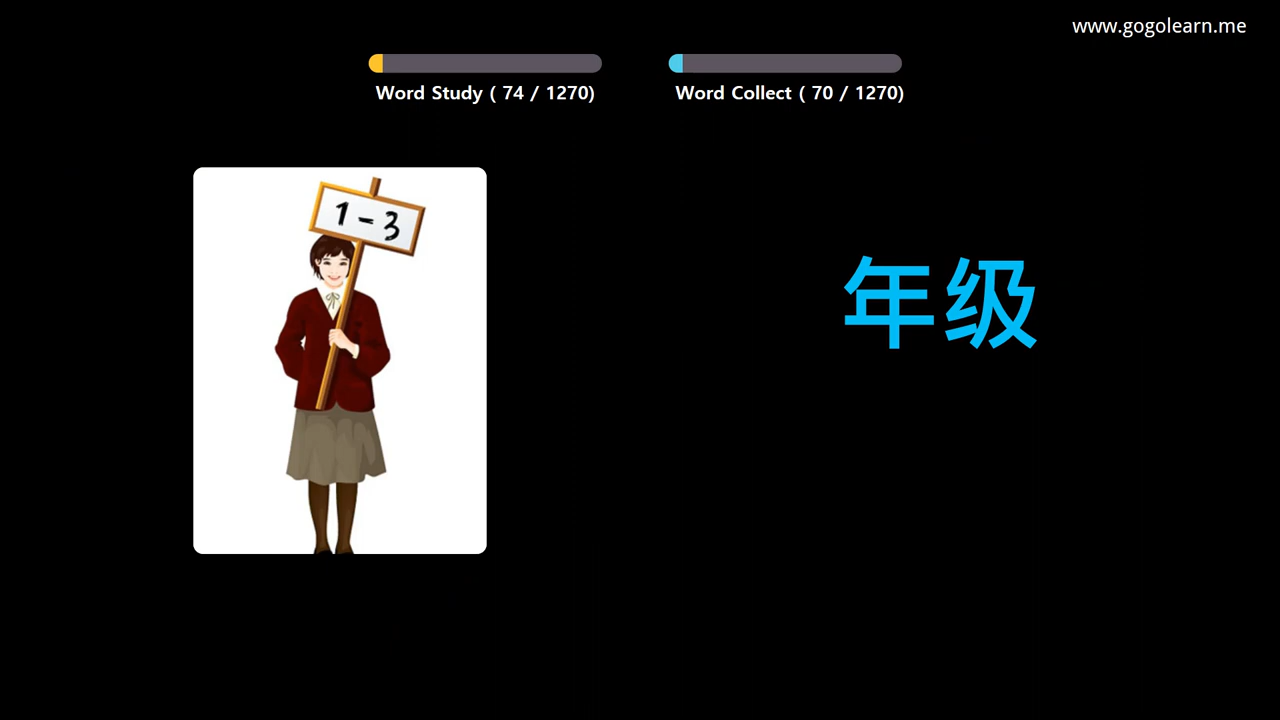 www.gogolearn.me
Word Study ( 74 / 1270)
Word Collect ( 70 / 1270)
1 - 3
年级